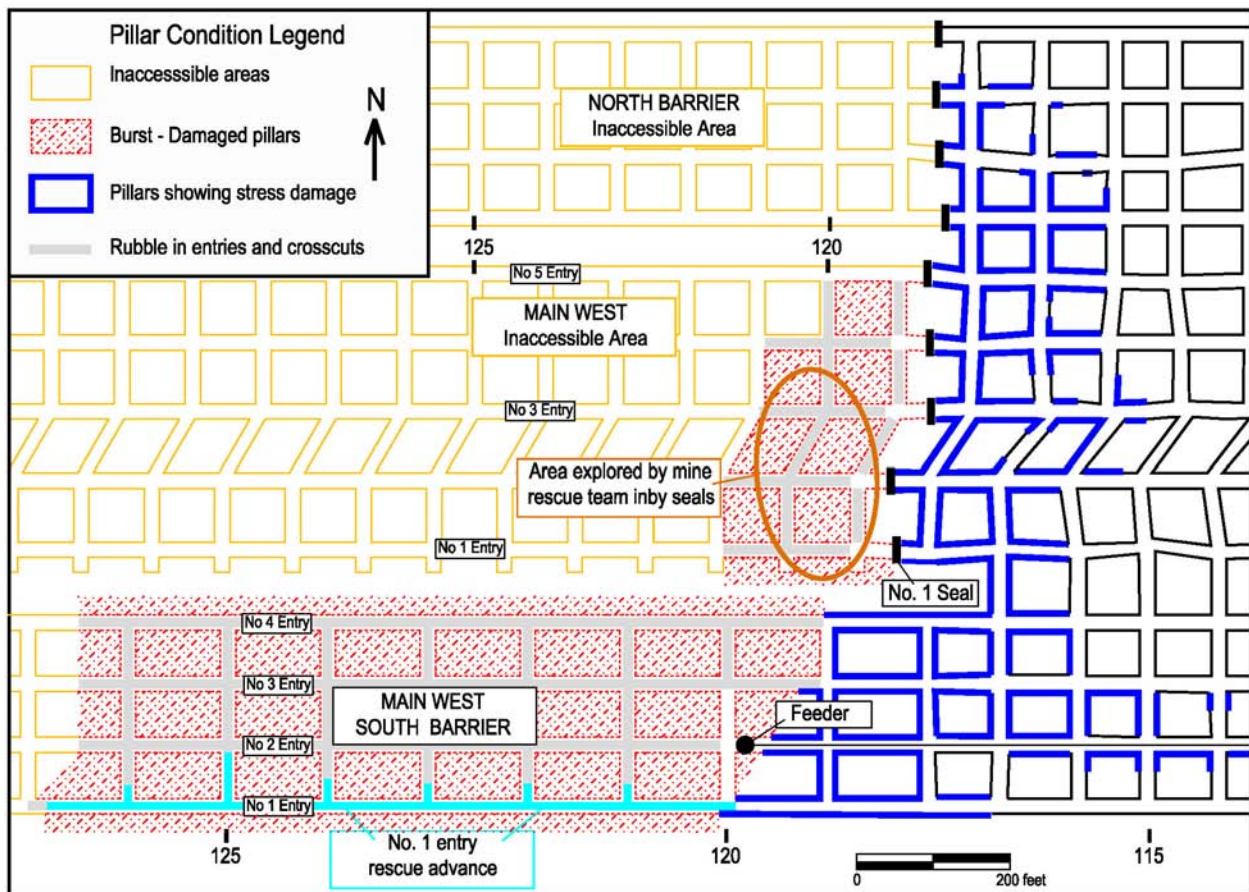 Pillar Condition Legend
Inaccesssible areas
Burst - Damaged pillars
Pillars showing stress damage
Rubble in entries and crosscuts
N
NORTH BARRIER
Inaccessible Area
125
120
No 5 Entry
MAIN WEST
Inaccessible Area
No 3 Entry
Area explored by mine
rescue team inby seals
No 1 Entry
No. 1 Seal
No 4 Entry
No 3 Entry
MAIN WEST
SOUTH BARRIER
Feeder
No 2 Entry
No 1 Entry
No. 1 entry
rescue advance
125
120
115
0
200 feet